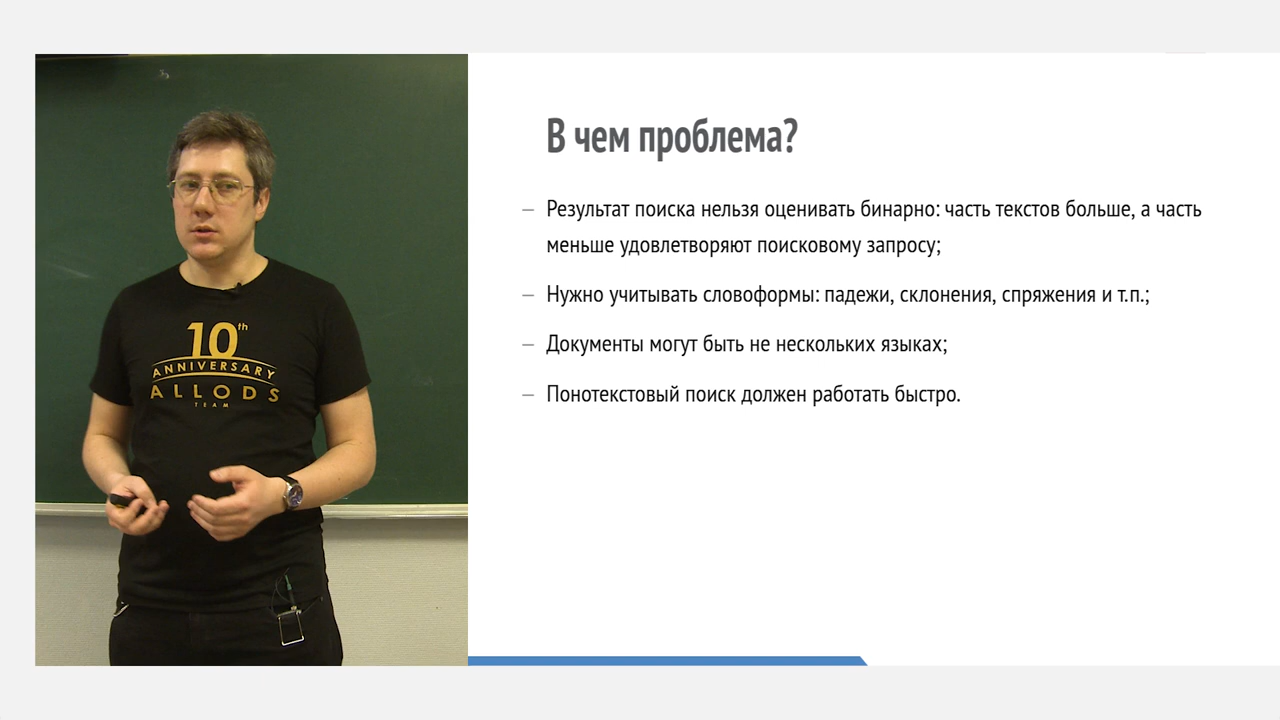 В чем проблема?
– Результат поиска нельзя оценивать бинарно: часть текстов больше, а часть
меньше удовлетворяют поисковому запросу;
– Нужно учитывать словоформы: падежи, склонения, спряжения и т.п.;
– Документы могут быть не нескольких языках;
– Понотекстовый поиск должен работать быстро.
10th
ANNIVERSARY
ALLODS
TEAM